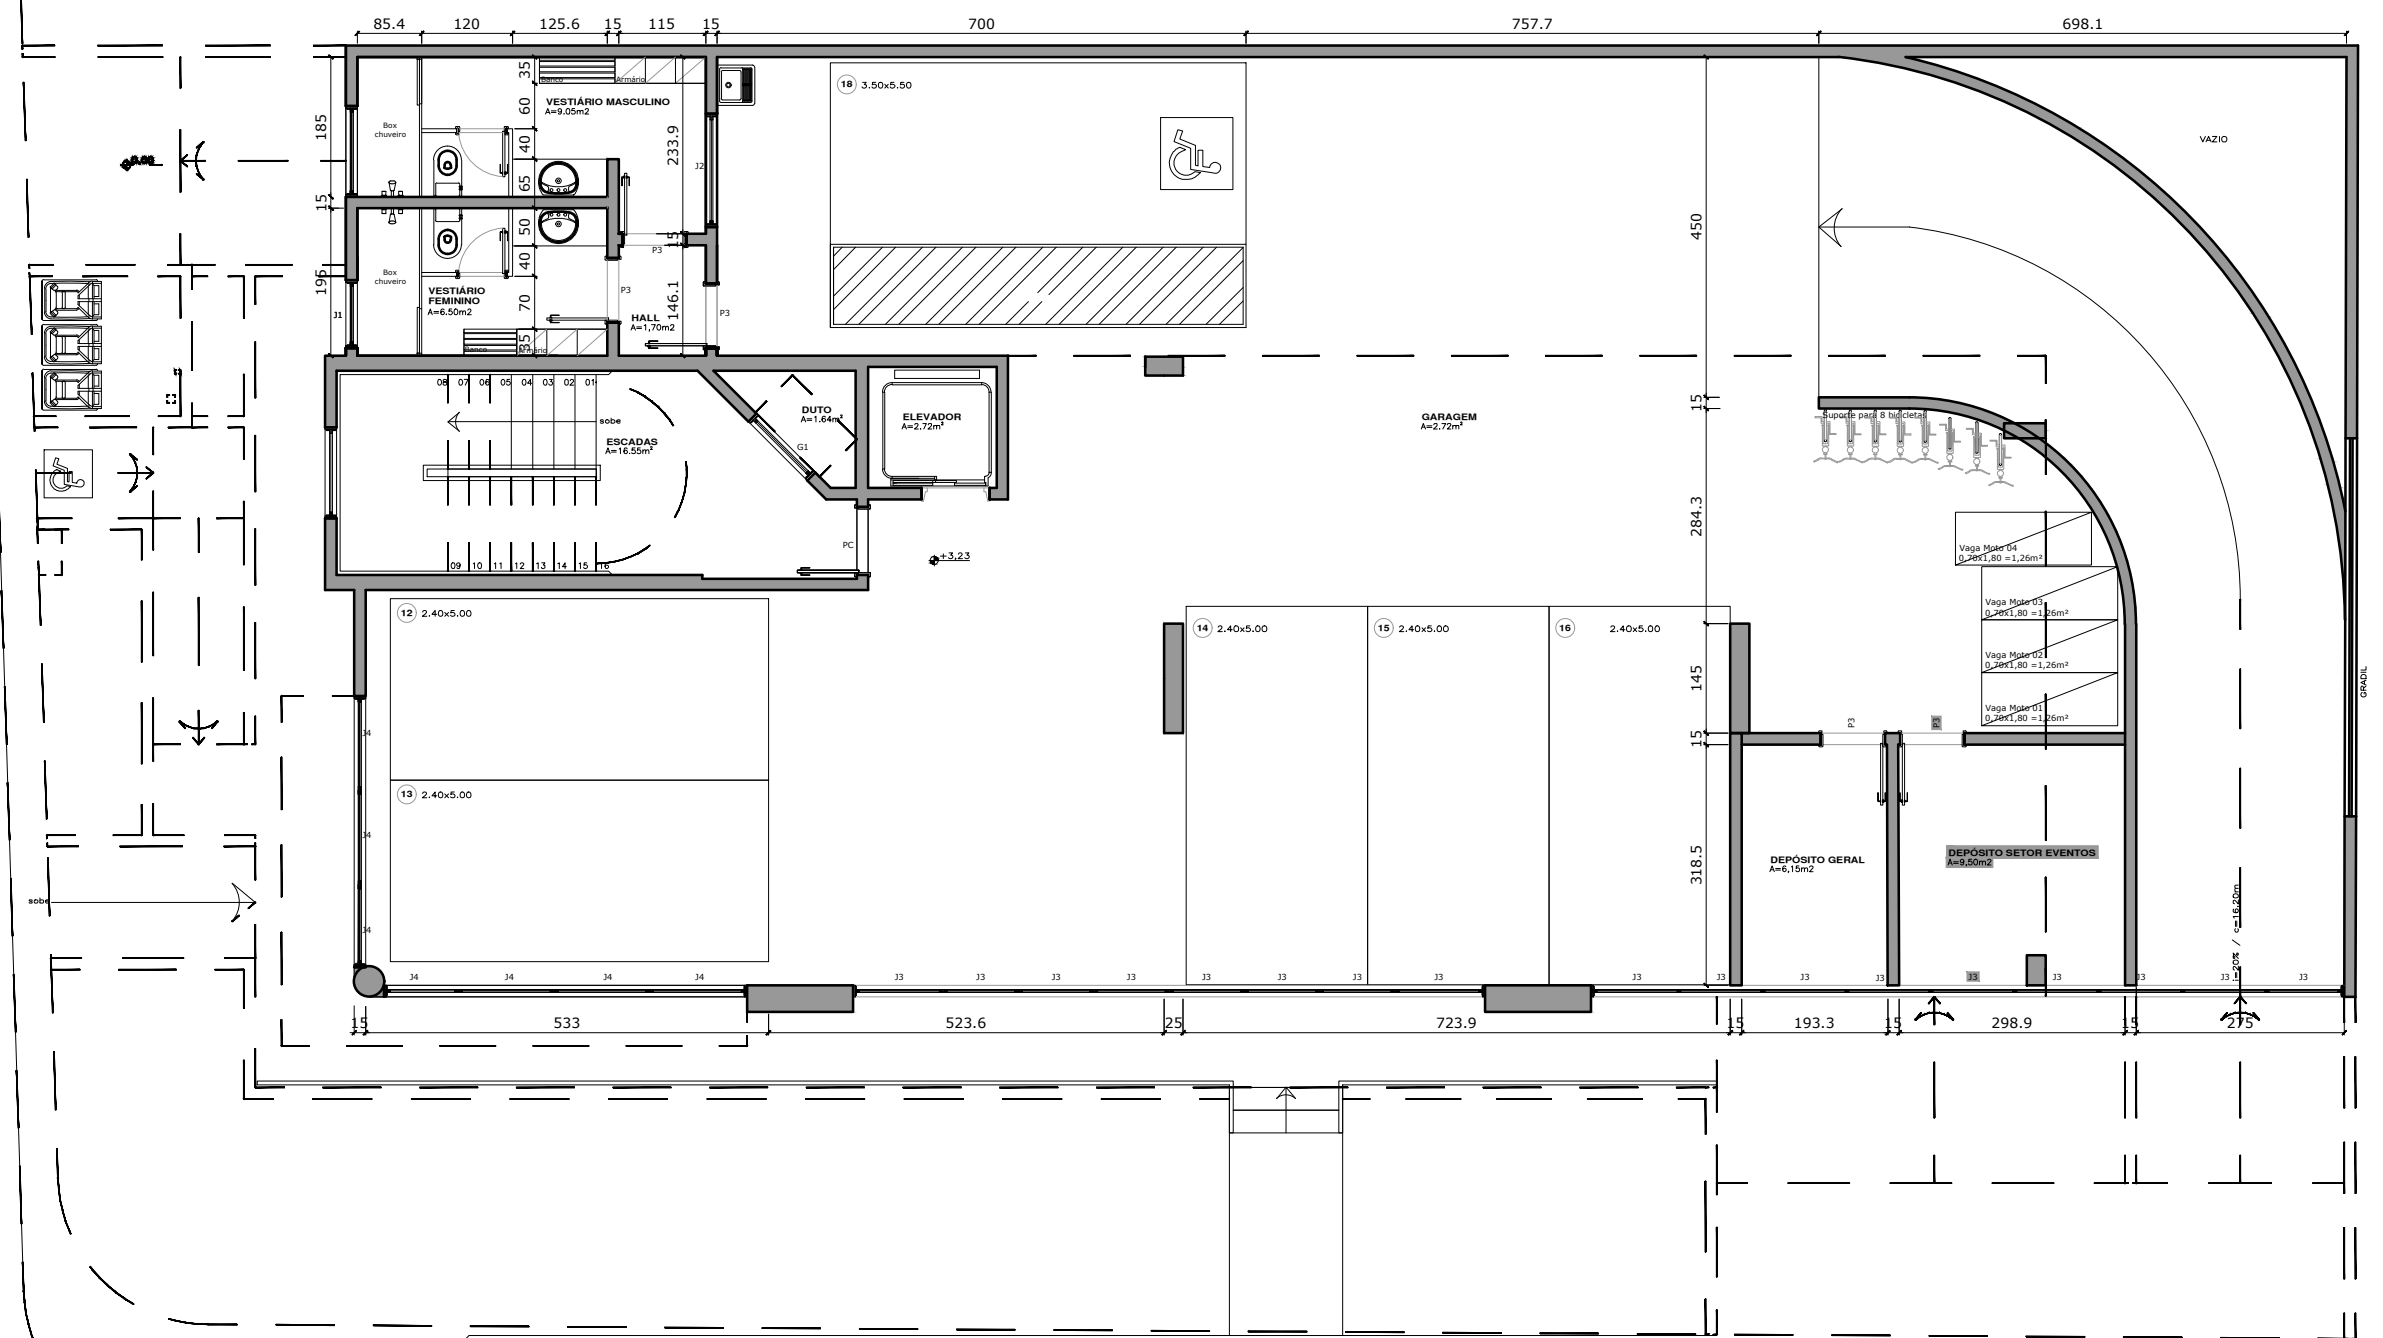 85.4 120 125.6 15 115 15 700 757.7 698.1
35
Banco
Armário
18 3.50x5.50
VESTIÁRIO MASCULINO
A=9.05m2
60
185
Box
chuveiro
40
233.9
VAZIO
J2
65
15
50
450
15
P3
40
195
Box
chuveiro
VESTIÁRIO
FEMININO
A=6.50m2
P3
70
146.1
J1
HALL
A=1,70m2
P3
Banco
35
Armário
08 07 06 05 04 03 02 01
sobe
ESCADAS
A=16.55m²
DUTO
A=1.64m²
G1
ELEVADOR
A=2.72m²
GARAGEM
A=2.72m²
15
Suporte para 8 bicicletas
284.3
PC
+3,23
09 10 11 12 13 14 15 16
Vaga Moto 04
0,70x1,80 =1,26m²
Vaga Moto 03
0,70x1,80 =1,26m²
12 2.40x5.00
14 2.40x5.00
15 2.40x5.00
16 2.40x5.00
Vaga Moto 02
0,70x1,80 =1,26m²
145
GRADIL
Vaga Moto 01
0,70x1,80 =1,26m²
P3
P3
J4
15
13 2.40x5.00
J4
318.5
DEPÓSITO GERAL
A=6,15m2
DEPÓSITO SETOR EVENTOS
A=9,50m2
sobe
J4
i=20% / c=16,20m
J4 J4 J4 J4 J3 J3 J3 J3 J3 J3 J3 J3 J3 J3 J3 J3 J3 J3 J3 J3 J3
15 533 523.6 25 723.9 15 193.3 15 298.9 15 275